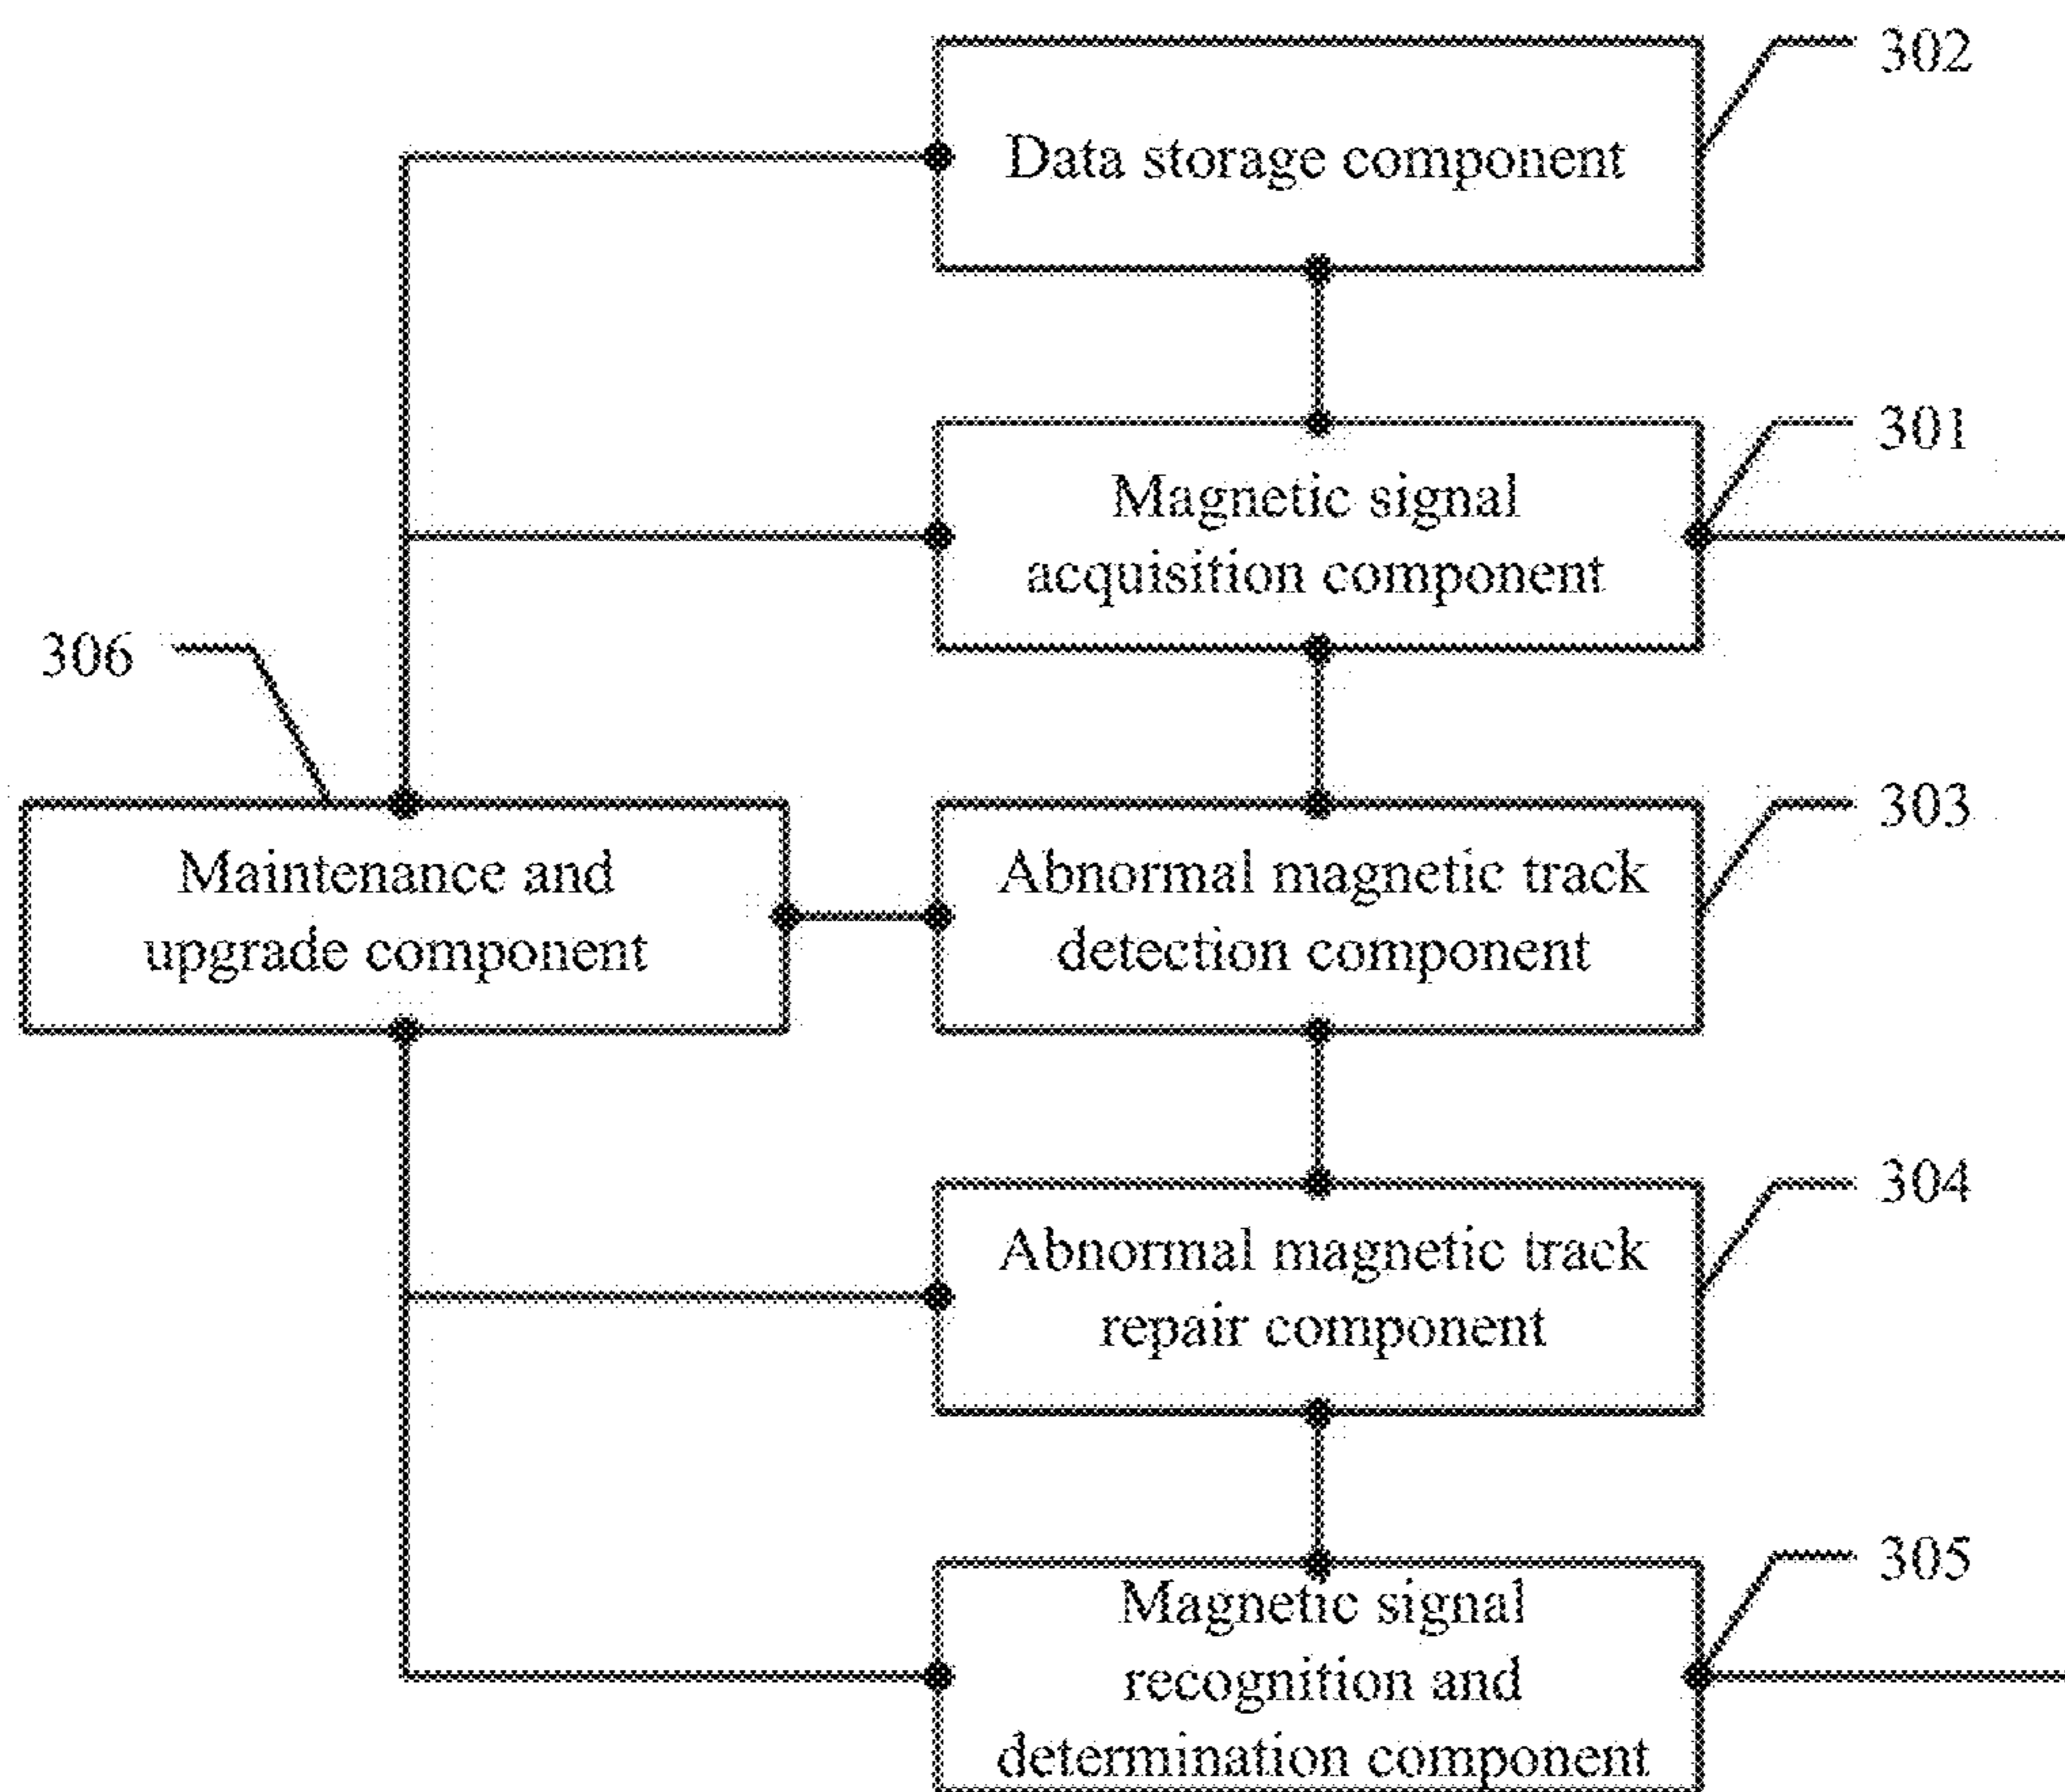 302
Data storage component
301
Magnetic signal
acquisition component
306
Maintenance and
upgrade component
303
Abnormal magnetic track
detection component
304
Abnormal magnetic track
repair component
305
Magnetic signal
recognition and
determination component